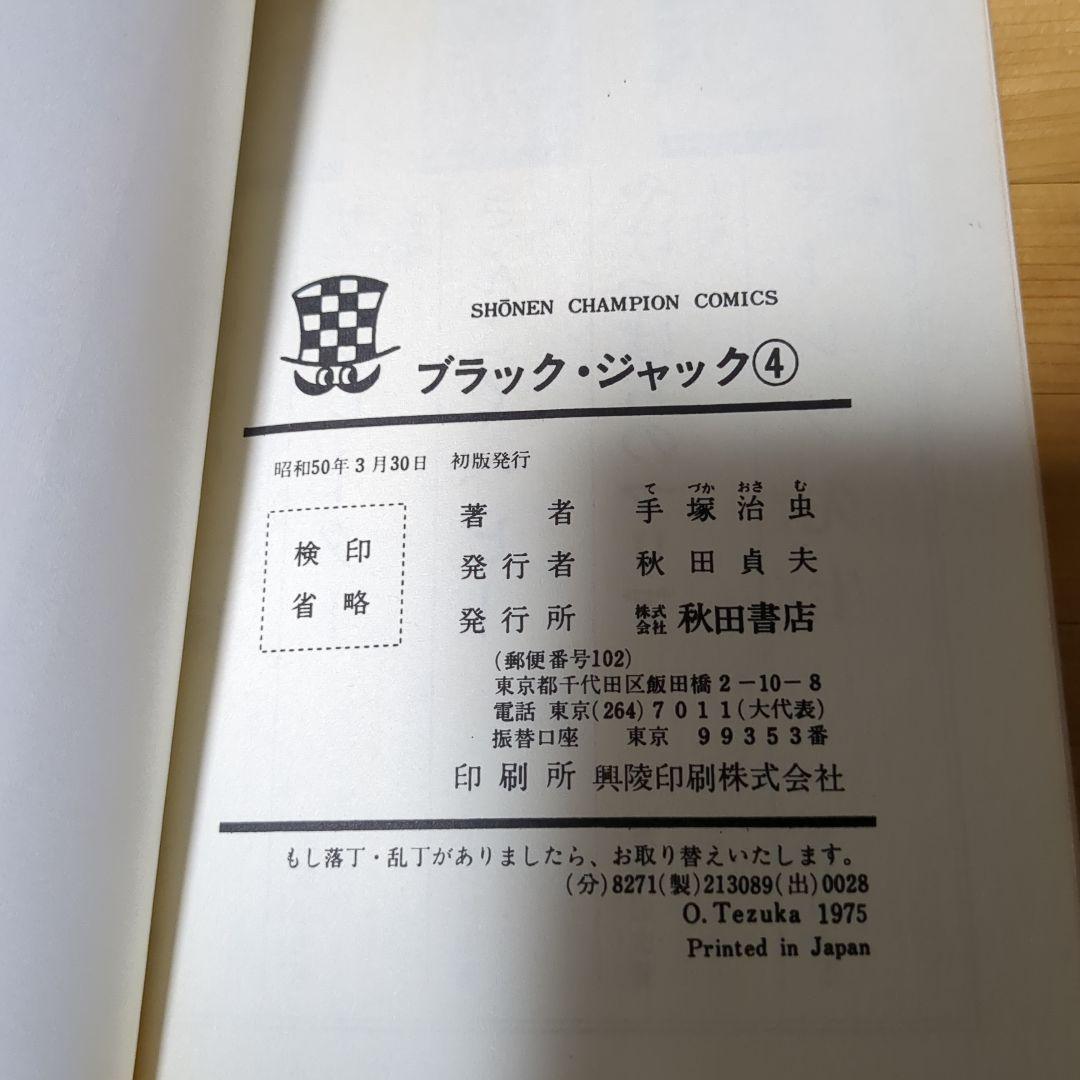 SHŌNEN CHAMPION COMICS
ブラック・ジャック④
昭和50年3月30日 初版発行
検印
省略
著者 手塚治虫
て づか おさ む
発行者 秋田貞夫
発行所 株式会社 秋田書店
(郵便番号102)
東京都千代田区飯田橋2-10-8
電話 東京(264)7011(大代表)
振替口座 東京 99353番
印刷所 興陵印刷株式会社
もし落丁・乱丁がありましたら、お取り替えいたします。
(分)8271(製)213089(出)0028
O. Tezuka 1975
Printed in Japan